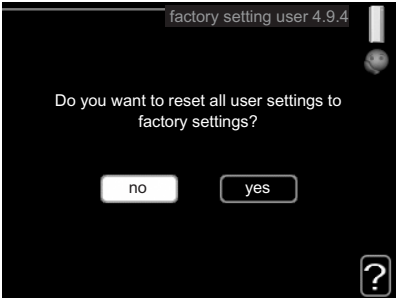 factory setting user 4.9.4
Do you want to reset all user settings to
factory settings?
no yes
?